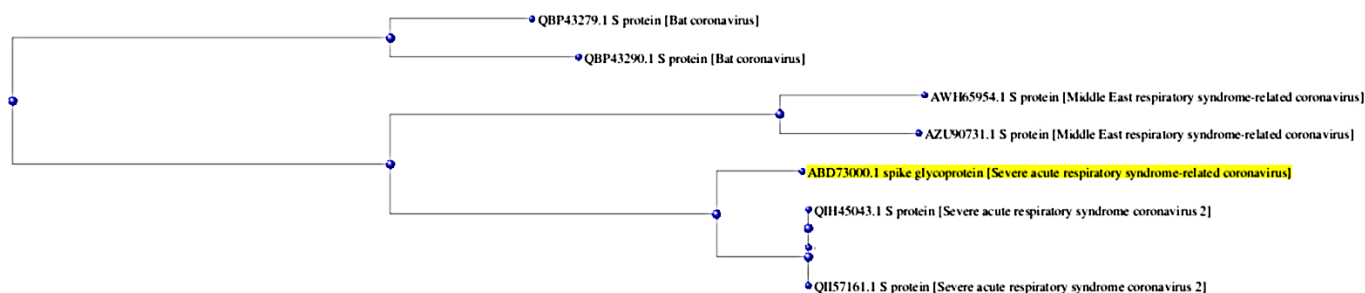 QBP43279.1 S protein [Bat coronavirus]
QBP43290.1 S protein [Bat coronavirus]
AWH65954.1 S protein [Middle East respiratory syndrome-related coronavirus]
AZU90731.1 S protein [Middle East respiratory syndrome-related coronavirus]
ABD73000.1 spike glycoprotein [Severe acute respiratory syndrome-related coronavirus]
QIH45043.1 S protein [Severe acute respiratory syndrome coronavirus 2]
QII57161.1 S protein [Severe acute respiratory syndrome coronavirus 2]